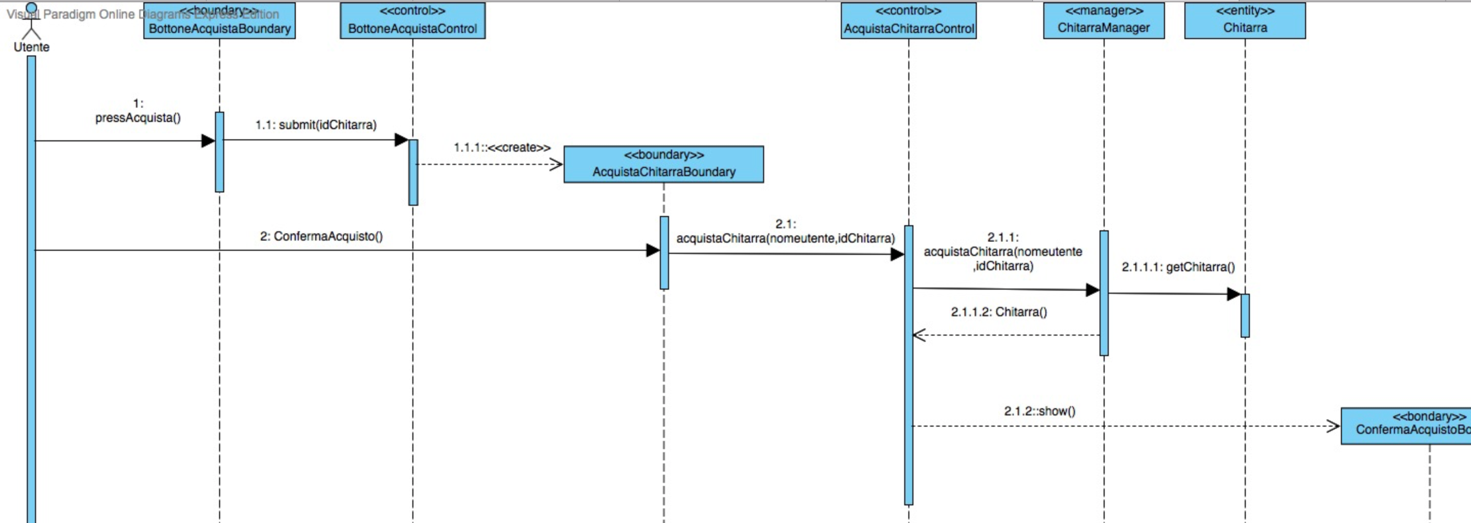 Visual Paradigm Online Diagrams Express Edition
<<boundary>>
BottoneAcquistaBoundary
<<control>>
BottoneAcquistaControl
<<control>>
AcquistaChitarraControl
<<manager>>
ChitarraManager
<<entity>>
Chitarra
Utente
1:
pressAcquista()
1.1: submit(idChitarra)
1.1.1::<<create>>
<<boundary>>
AcquistaChitarraBoundary
2: ConfermaAcquisto()
2.1:
acquistaChitarra(nomeutente,idChitarra)
2.1.1:
acquistaChitarra(nomeutente
,idChitarra)
2.1.1.1: getChitarra()
2.1.1.2: Chitarra()
2.1.2::show()
<<bondary>>
ConfermaAcquistoBo